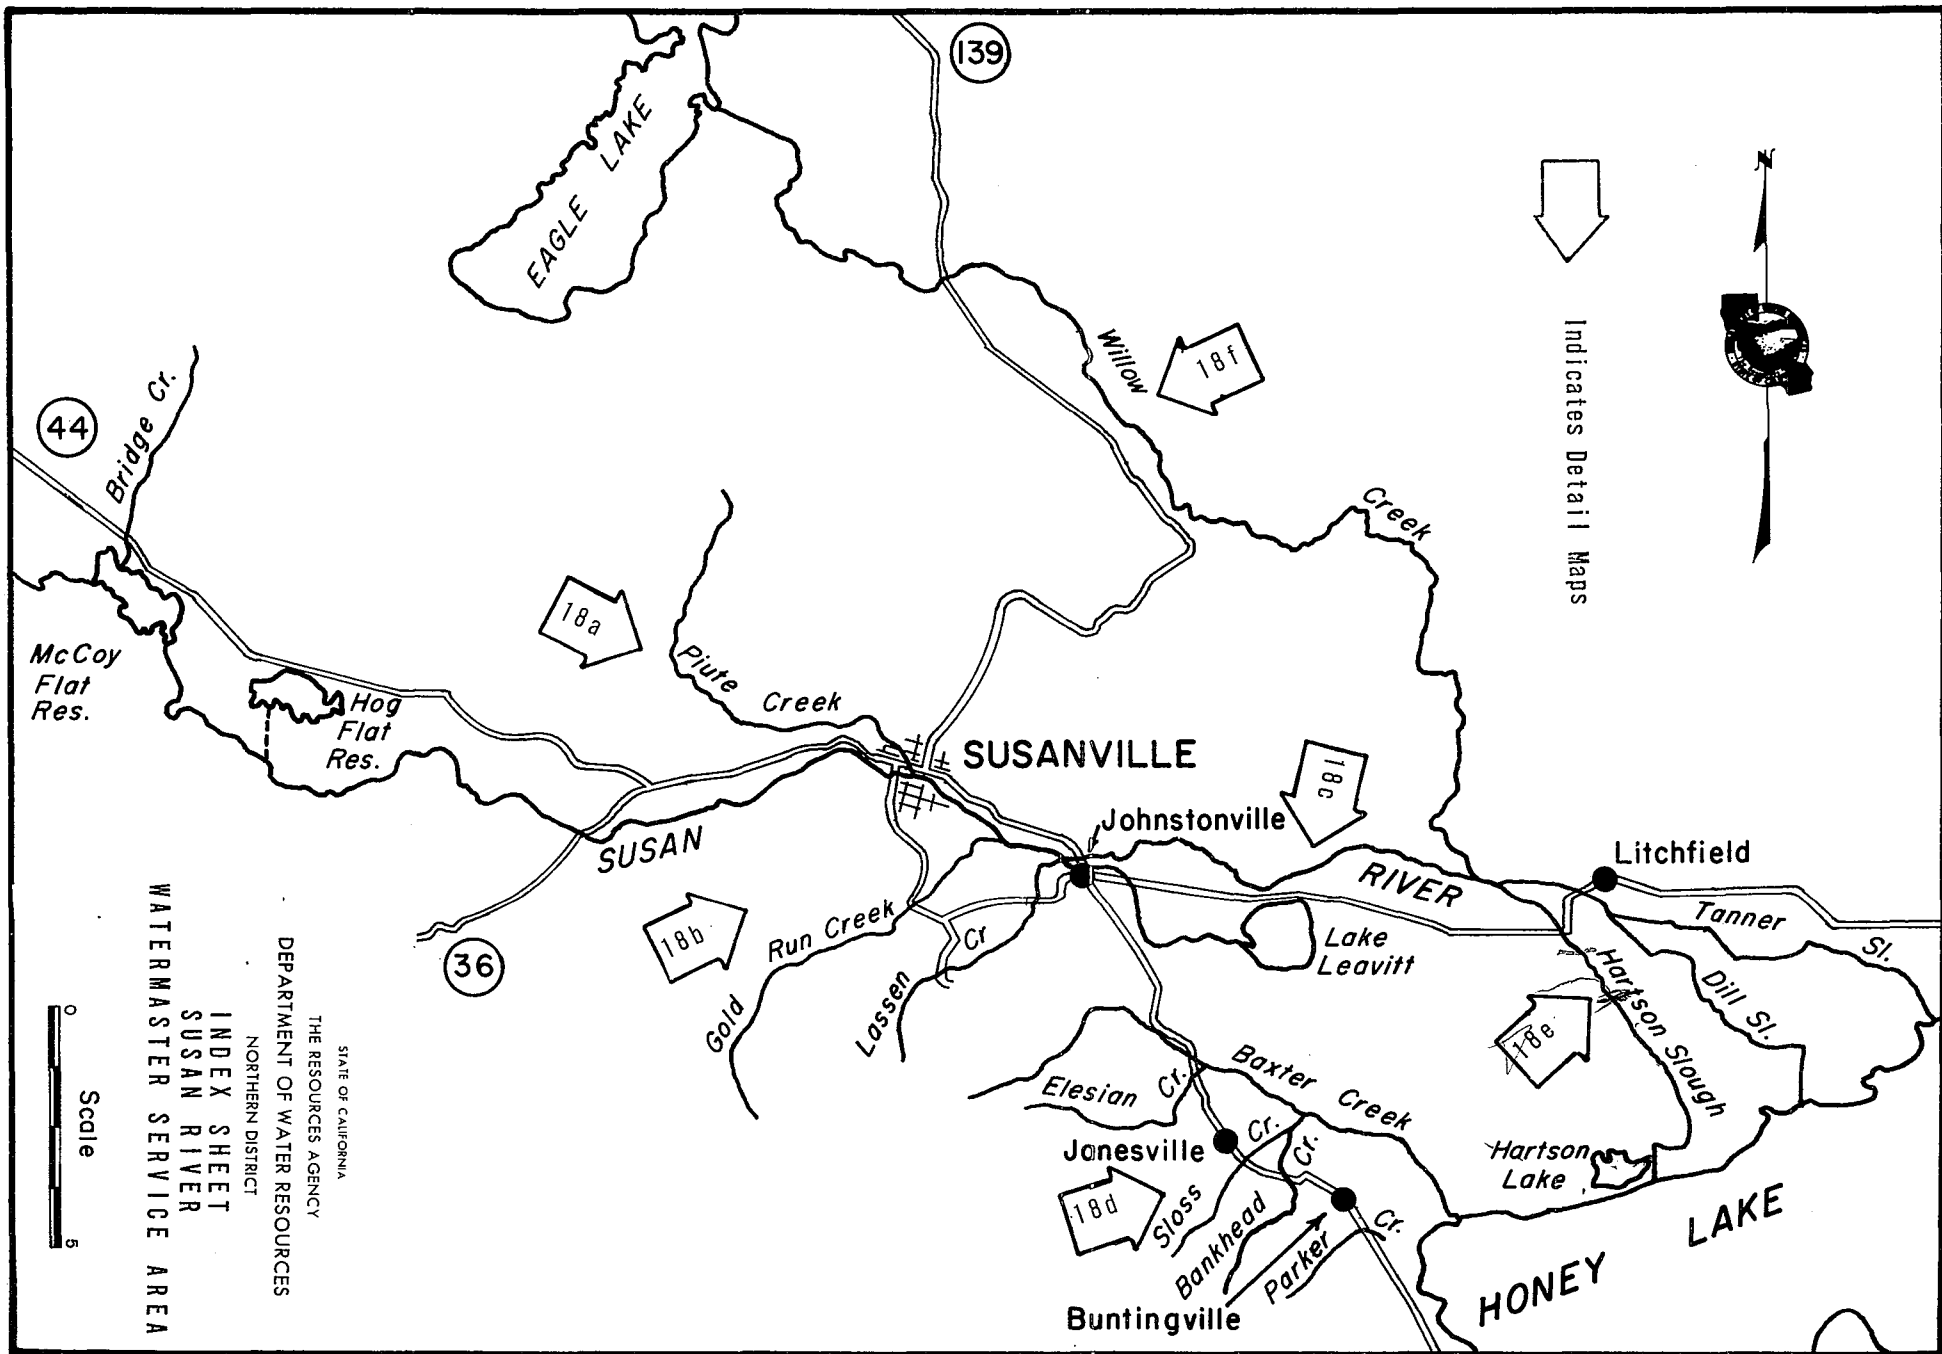 139
EAGLE LAKE
N
Indicates Detail Maps
Willow
Creek
18f
44
Bridge Cr.
18a
McCoy
Flat
Res.
Hog
Flat
Res.
Piute Creek
SUSANVILLE
18c
Johnstonville
Litchfield
SUSAN
RIVER
Tanner Sl.
Dill Sl.
Hartson Slough
Lake
Leavitt
18b
Gold Run Creek
Lassen Cr
36
18e
Baxter Creek
Elesian Cr.
Janesville
Hartson
Lake
18d
Sloss Cr.
Bankhead Cr.
Parker Cr.
Buntingville
HONEY LAKE
STATE OF CALIFORNIA
THE RESOURCES AGENCY
DEPARTMENT OF WATER RESOURCES
NORTHERN DISTRICT
INDEX SHEET
SUSAN RIVER
WATERMASTER SERVICE AREA
0 5
Scale